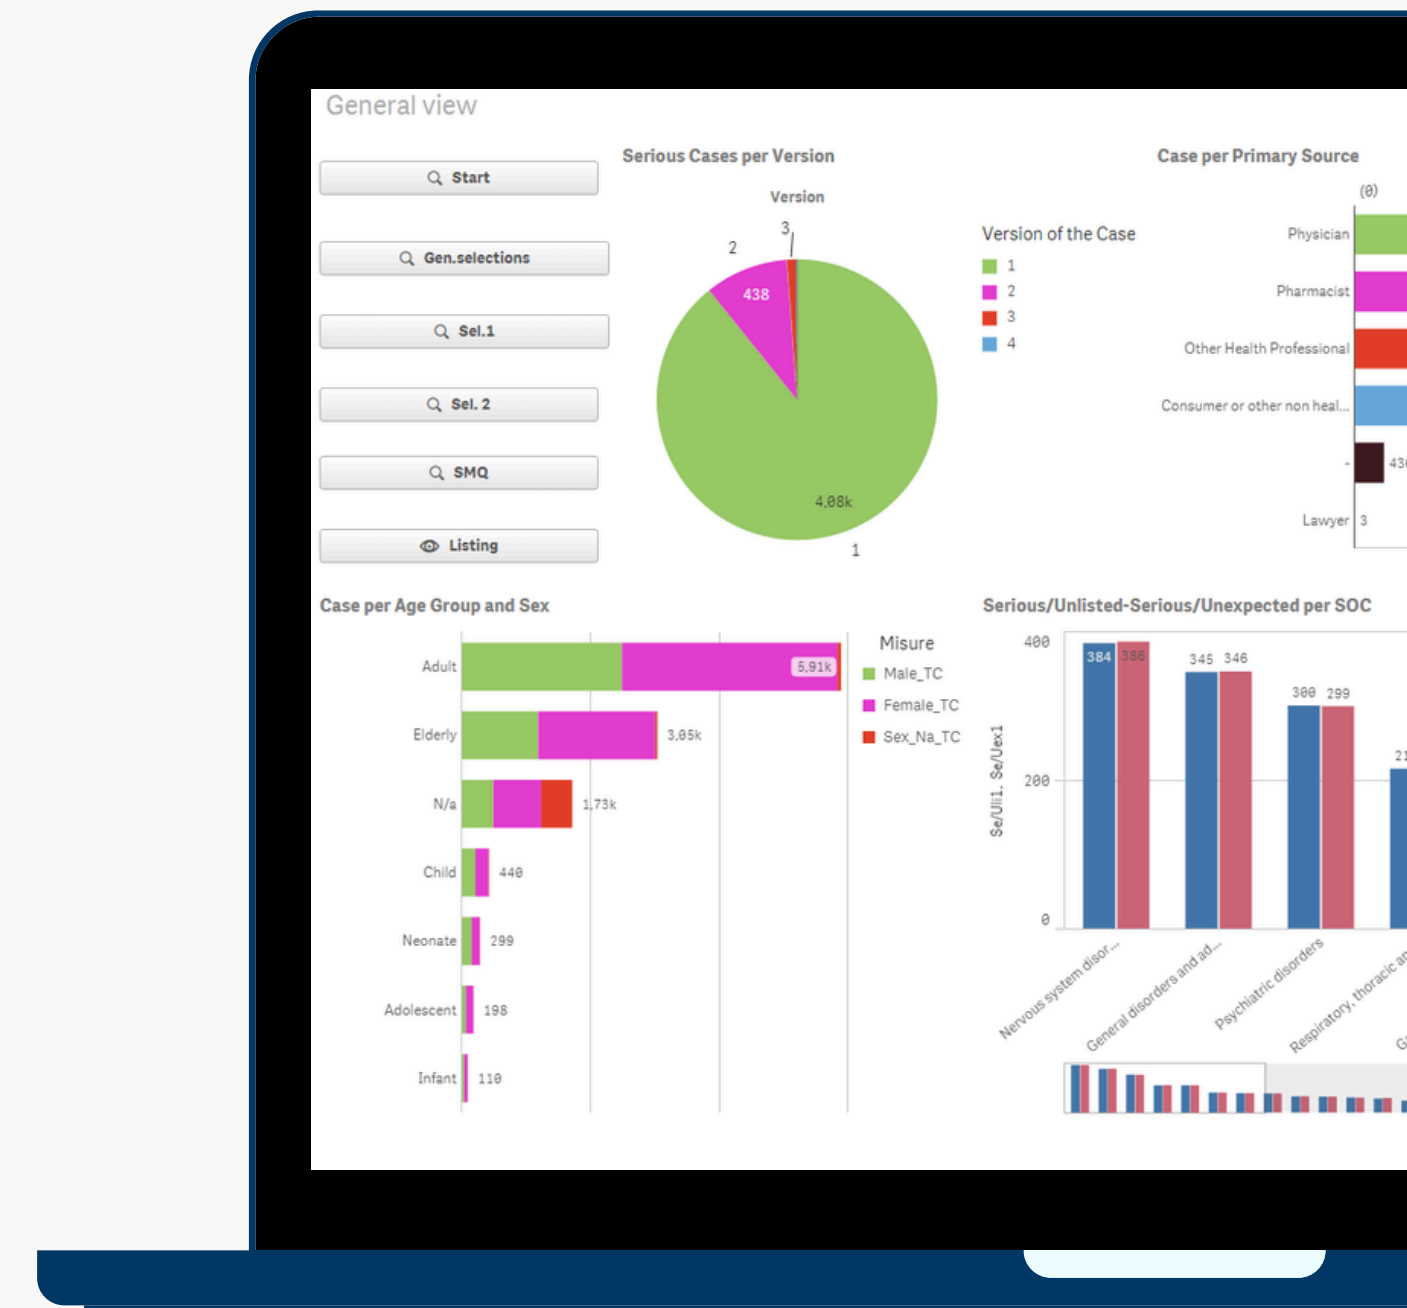 General view
Start
Gen.selections
Sel.1
Sel. 2
SMQ
Listing
Serious Cases per Version
Version
3
2
438
4,08k
1
Version of the Case
1
2
3
4
Case per Primary Source
(0)
Physician
Pharmacist
Other Health Professional
Consumer or other non heal...
-
Lawyer
3
Case per Age Group and Sex
Adult
5,91k
Elderly
3,05k
N/a
1,73k
Child
440
Neonate
299
Adolescent
198
Infant
110
Misure
Male_TC
Female_TC
Sex_Na_TC
Serious/Unlisted-Serious/Unexpected per SOC
Se/Uli1. Se/Uex1
400
200
0
384
386
345
346
300
299
Nervous system disor...
General disorders and ad...
Psychiatric disorders
Respiratory, thoracic